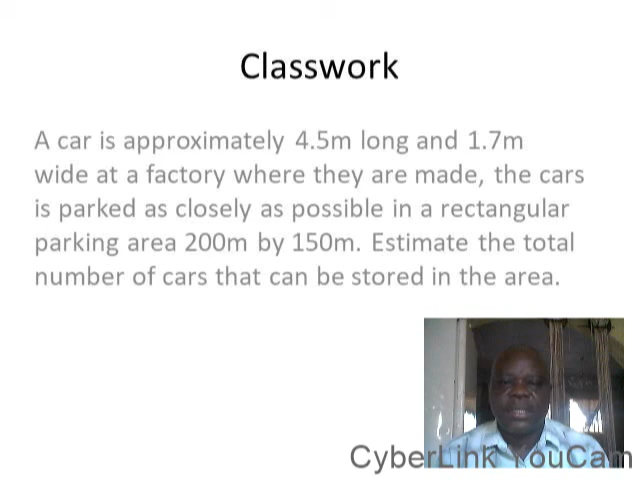 Classwork
A car is approximately 4.5m long and 1.7m
wide at a factory where they are made, the cars
is parked as closely as possible in a rectangular
parking area 200m by 150m. Estimate the total
number of cars that can be stored in the area.
CyberLink YouCam